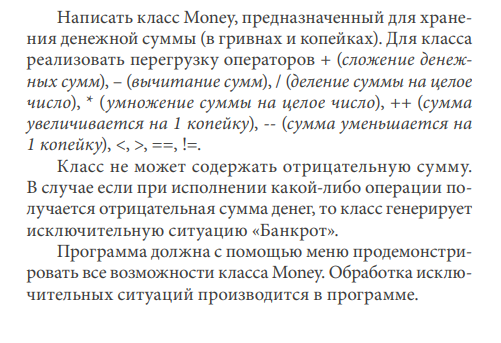 Написать класс Money, предназначенный для хране-
ния денежной суммы (в гривнах и копейках). Для класса
реализовать перегрузку операторов + (сложение денеж-
ных сумм), – (вычитание сумм), / (деление суммы на целое
число), * (умножение суммы на целое число), ++ (сумма
увеличивается на 1 копейку), -- (сумма уменьшается на
1 копейку), <, >, ==, !=.
Класс не может содержать отрицательную сумму.
В случае если при исполнении какой-либо операции по-
лучается отрицательная сумма денег, то класс генерирует
исключительную ситуацию «Банкрот».
Программа должна с помощью меню продемонстри-
ровать все возможности класса Money. Обработка исклю-
чительных ситуаций производится в программе.